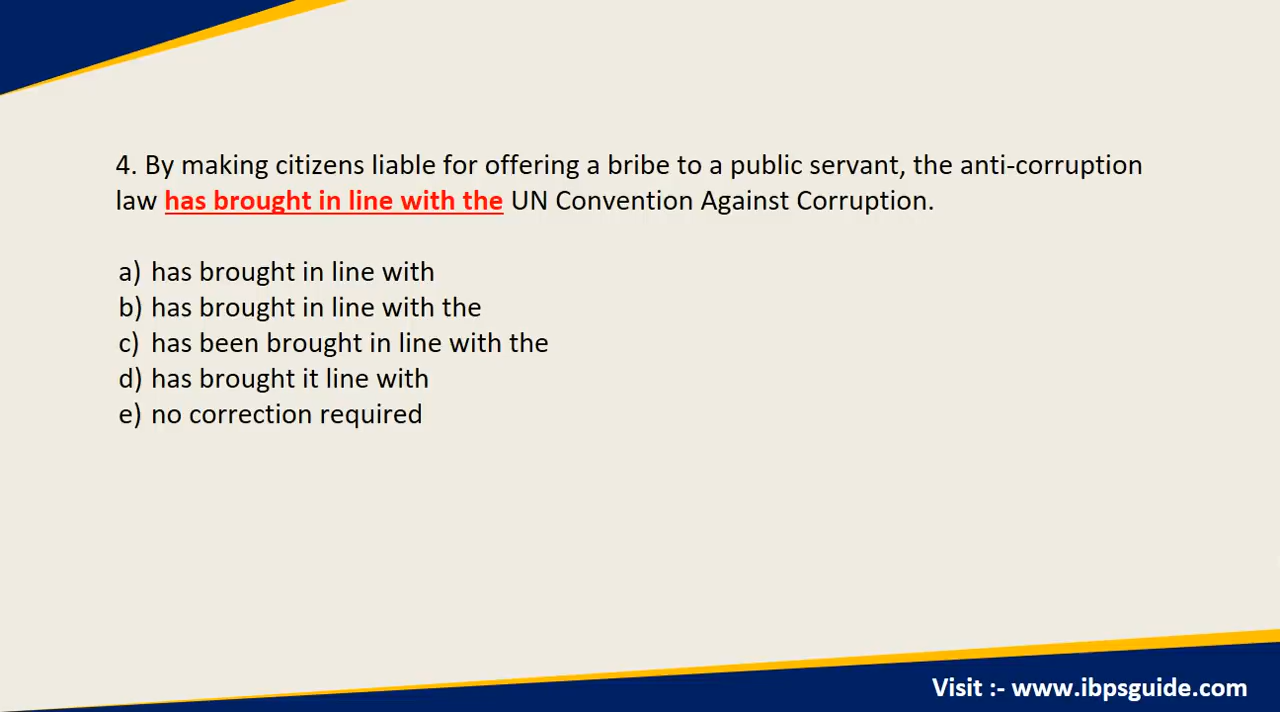 4. By making citizens liable for offering a bribe to a public servant, the anti-corruption
law has brought in line with the UN Convention Against Corruption.
a) has brought in line with
b) has brought in line with the
c) has been brought in line with the
d) has brought it line with
e) no correction required
Visit :- www.ibpsguide.com